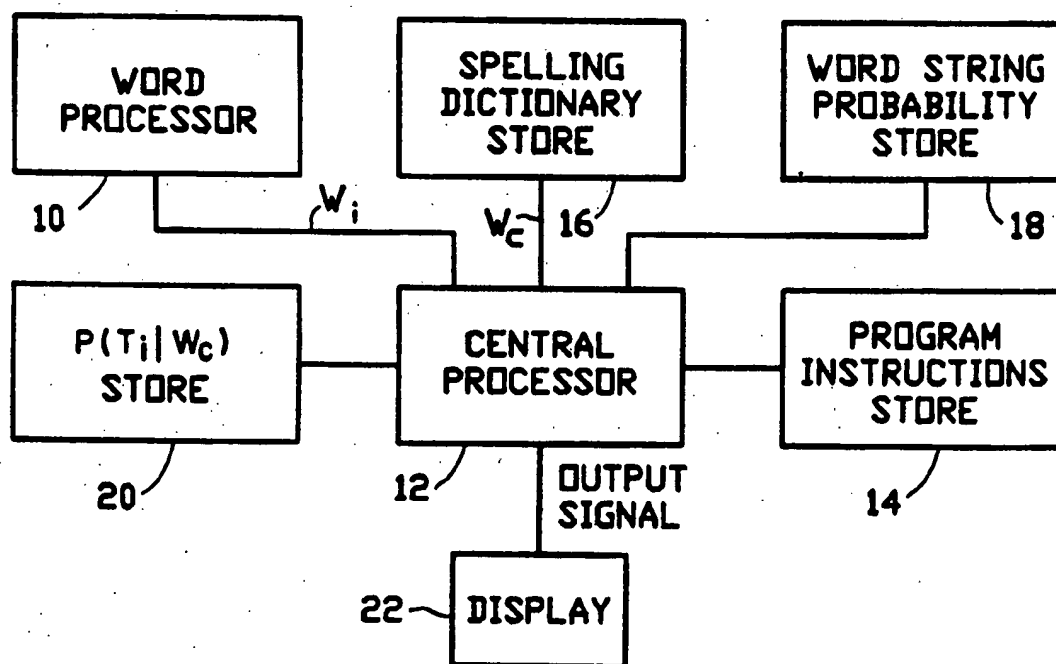 WORD
PROCESSOR
SPELLING
DICTIONARY
STORE
WORD STRING
PROBABILITY
STORE
10
Wi
Wc
16
18
P(Ti|Wc)
STORE
CENTRAL
PROCESSOR
PROGRAM
INSTRUCTIONS
STORE
20
12
OUTPUT
SIGNAL
14
22
DISPLAY